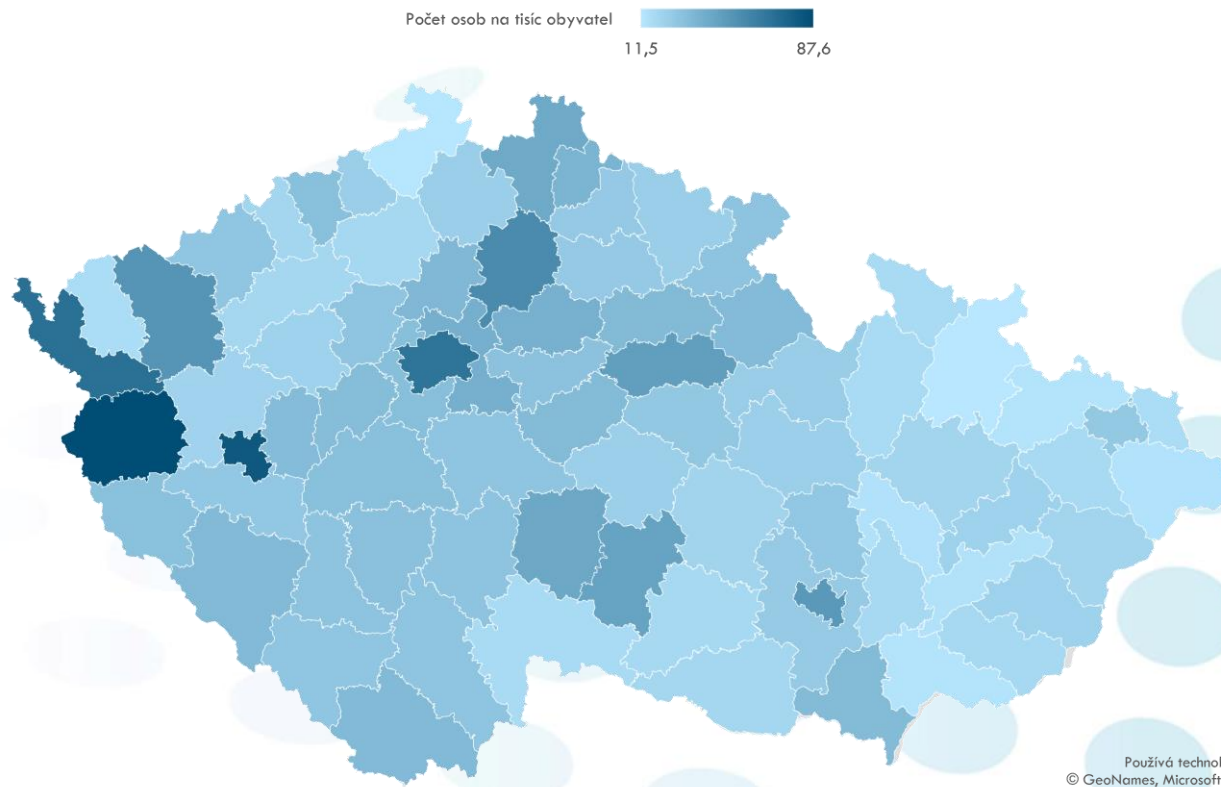 Počet osob na tisíc obyvatel
11,5 87,6
Používá technol
© GeoNames, Microsoft